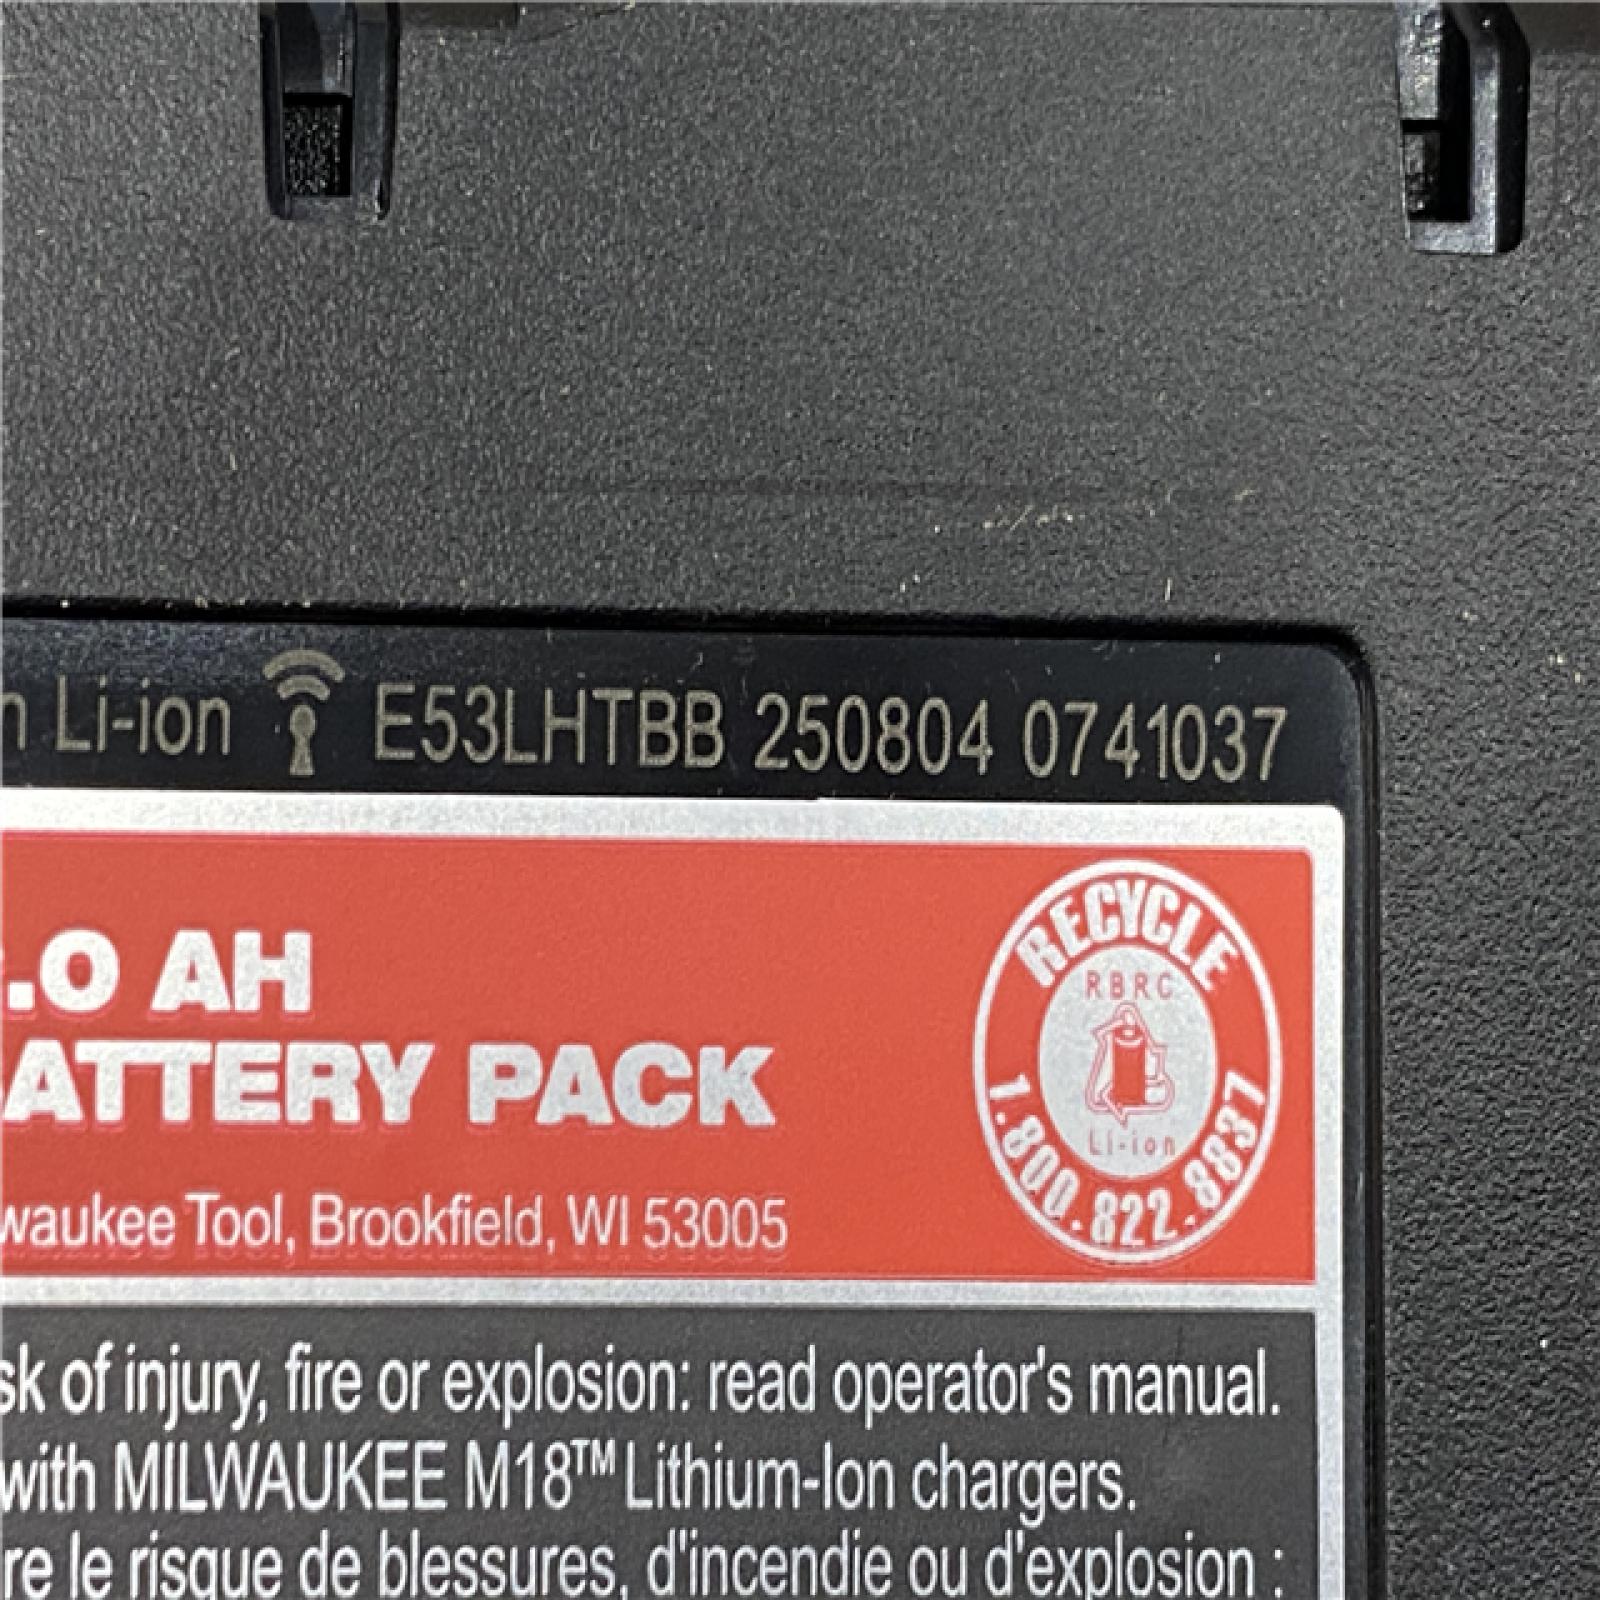 Li-ion E53LHTBB 250804 0741037
.0 AH
BATTERY PACK
RECYCLE
RBRC
Li-ion
1.800.822.8837
waukee Tool, Brookfield, WI 53005
sk of injury, fire or explosion: read operator's manual.
with MILWAUKEE M18™ Lithium-Ion chargers.
re le risque de blessures, d'incendie ou d'explosion :